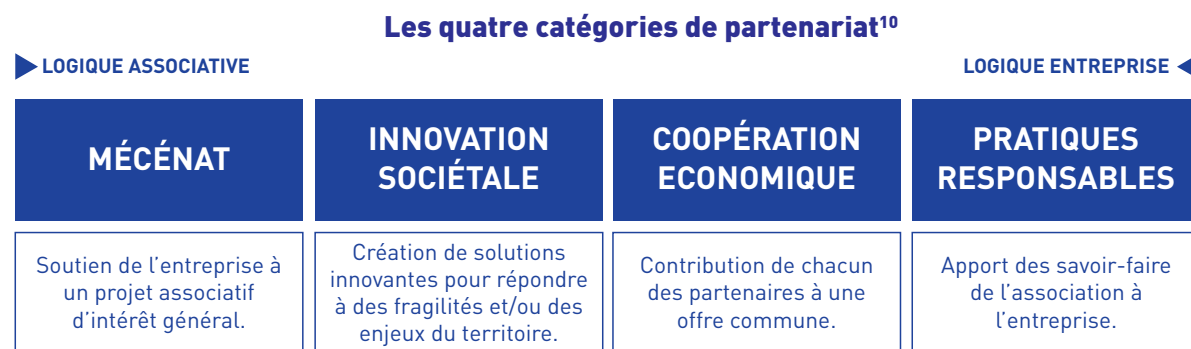 Les quatre catégories de partenariat¹⁰
LOGIQUE ASSOCIATIVE
LOGIQUE ENTREPRISE
MÉCÉNAT
Soutien de l’entreprise à
un projet associatif
d’intérêt général.
INNOVATION
SOCIÉTALE
Création de solutions
innovantes pour répondre
à des fragilités et/ou des
enjeux du territoire.
COOPÉRATION
ECONOMIQUE
Contribution de chacun
des partenaires à une
offre commune.
PRATIQUES
RESPONSABLES
Apport des savoir-faire
de l’association à
l’entreprise.